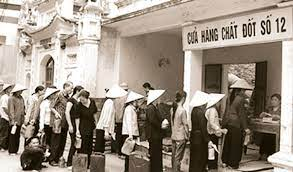 CỬA HÀNG CHẤT ĐỐT SỐ 12